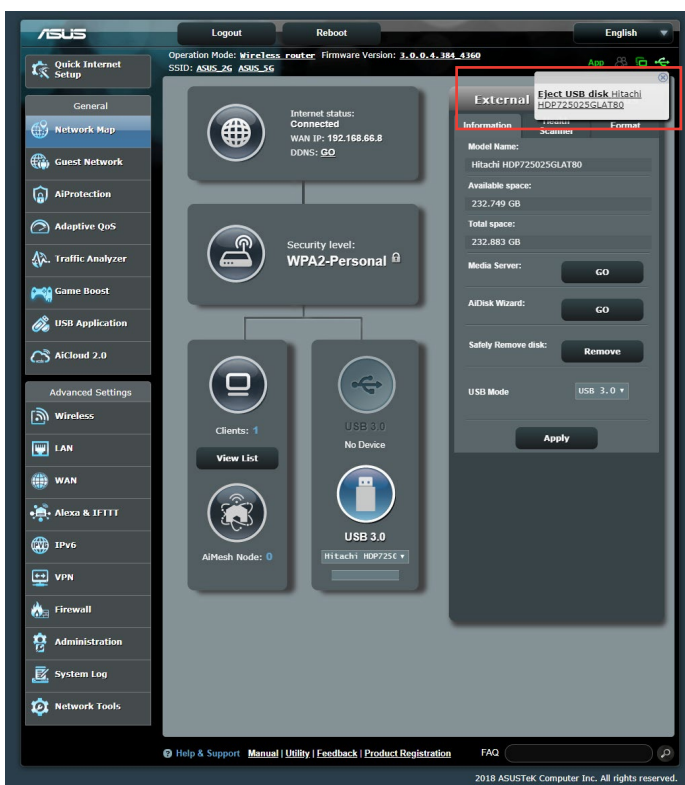 ASUS
Logout
Reboot
English
Quick Internet
Setup
Operation Mode: Wireless router Firmware Version: 3.0.0.4.384_4360
SSID: ASUS_2G ASUS_5G
App
General
Network Map
Guest Network
AiProtection
Adaptive QoS
Traffic Analyzer
Game Boost
USB Application
AiCloud 2.0
Advanced Settings
Wireless
LAN
WAN
Alexa & IFTTT
IPv6
VPN
Firewall
Administration
System Log
Network Tools
Internet status:
Connected
WAN IP: 192.168.66.8
DDNS: GO
Security level:
WPA2-Personal
Clients: 1
View List
AiMesh Node: 0
USB 3.0
No Device
USB 3.0
Hitachi HDP725
External
Eject USB disk Hitachi
HDP725025GLAT80
Information
Health
Scanner
Format
Model Name:
Hitachi HDP725025GLAT80
Available space:
232.749 GB
Total space:
232.883 GB
Media Server:
GO
AiDisk Wizard:
GO
Safely Remove disk:
Remove
USB Mode
USB 3.0
Apply
Help & Support Manual | Utility | Feedback | Product Registration
FAQ
2018 ASUSTeK Computer Inc. All rights reserved.